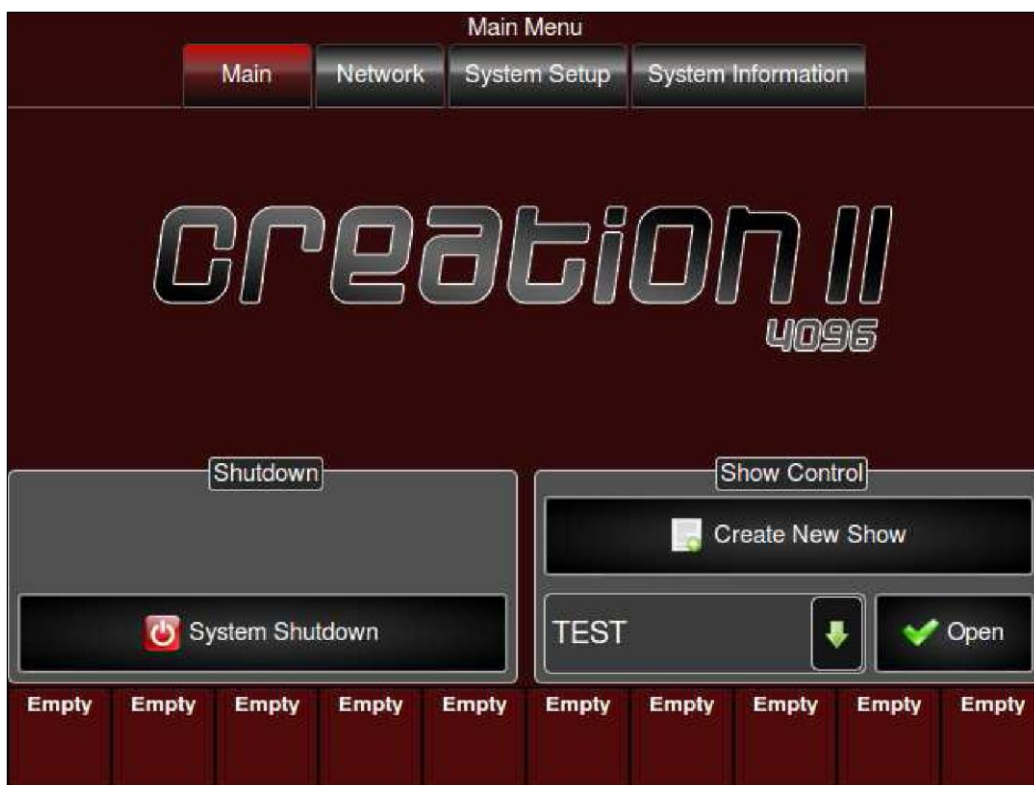 Main Menu
Main Network System Setup System Information
creation II
4096
Shutdown Show Control
Create New Show
System Shutdown TEST Open
Empty Empty Empty Empty Empty Empty Empty Empty Empty Empty